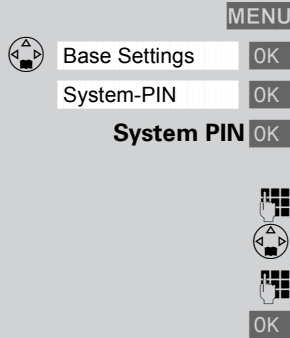 MENU
Base Settings OK
System-PIN OK
System PIN OK
OK